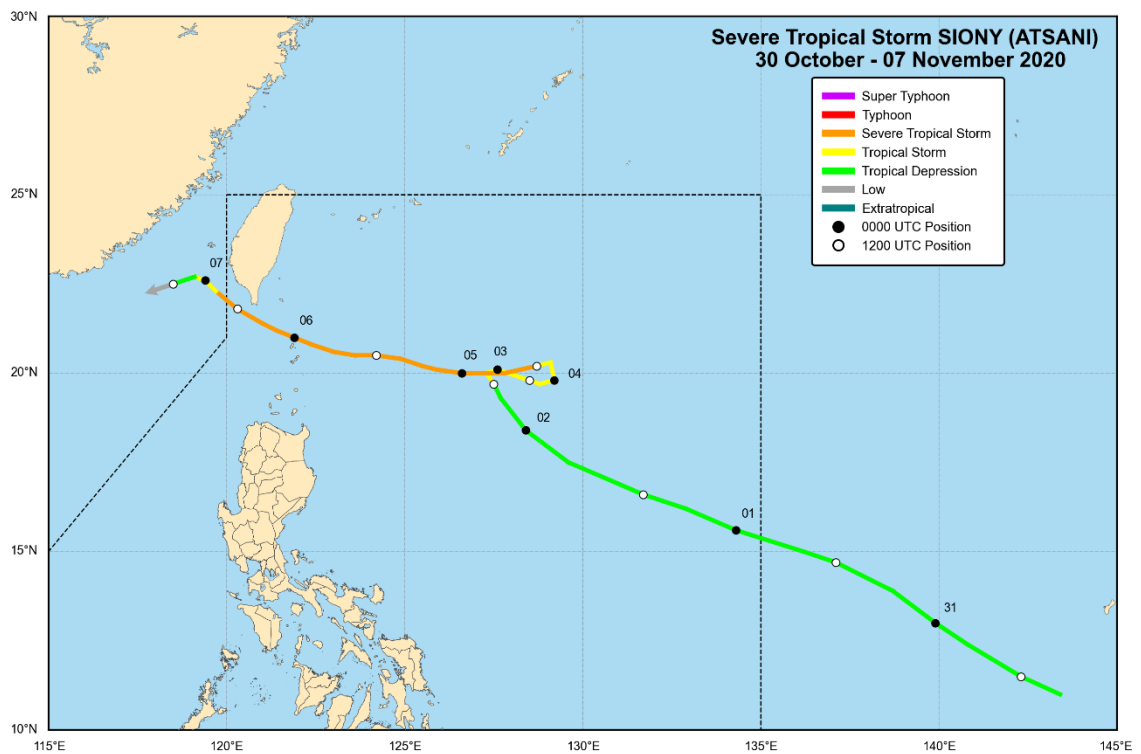 Severe Tropical Storm SIONY (ATSANI)
30 October - 07 November 2020
Super Typhoon
Typhoon
Severe Tropical Storm
Tropical Storm
Tropical Depression
Low
Extratropical
0000 UTC Position
1200 UTC Position
30°N
25°N
20°N
15°N
10°N
07
06
05
03
04
02
01
31
115°E
120°E
125°E
130°E
135°E
140°E
145°E